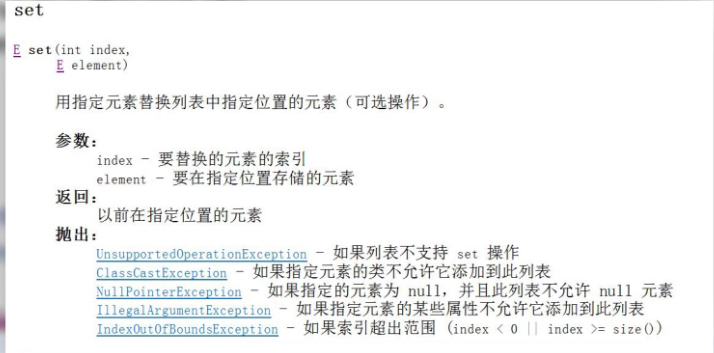 set
E set(int index,
E element)
用指定元素替换列表中指定位置的元素（可选操作）。
参数：
index - 要替换的元素的索引
element - 要在指定位置存储的元素
返回：
以前在指定位置的元素
抛出：
UnsupportedOperationException - 如果列表不支持 set 操作
ClassCastException - 如果指定元素的类不允许它添加到此列表
NullPointerException - 如果指定的元素为 null，并且此列表不允许 null 元素
IllegalArgumentException - 如果指定元素的某些属性不允许它添加到此列表
IndexOutOfBoundsException - 如果索引超出范围 (index < 0 || index >= size())